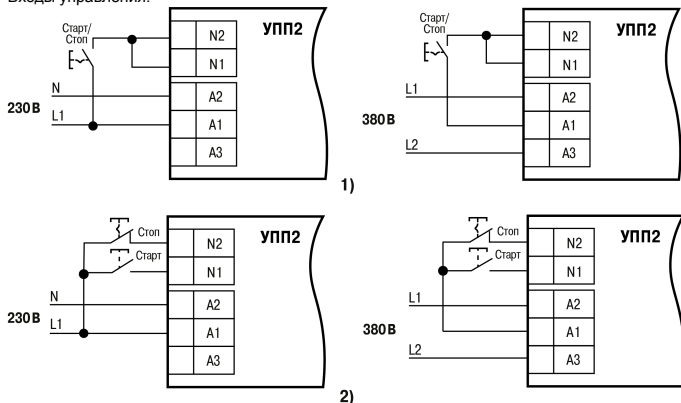 Входы управления:
Старт/
Стоп
230В
N
L1
N2
N1
A2
A1
A3
УПП2
Старт/
Стоп
380В
L1
L2
N2
N1
A2
A1
A3
УПП2
1)
Стоп
Старт
230В
N
L1
N2
N1
A2
A1
A3
УПП2
Стоп
Старт
380В
L1
L2
N2
N1
A2
A1
A3
УПП2
2)